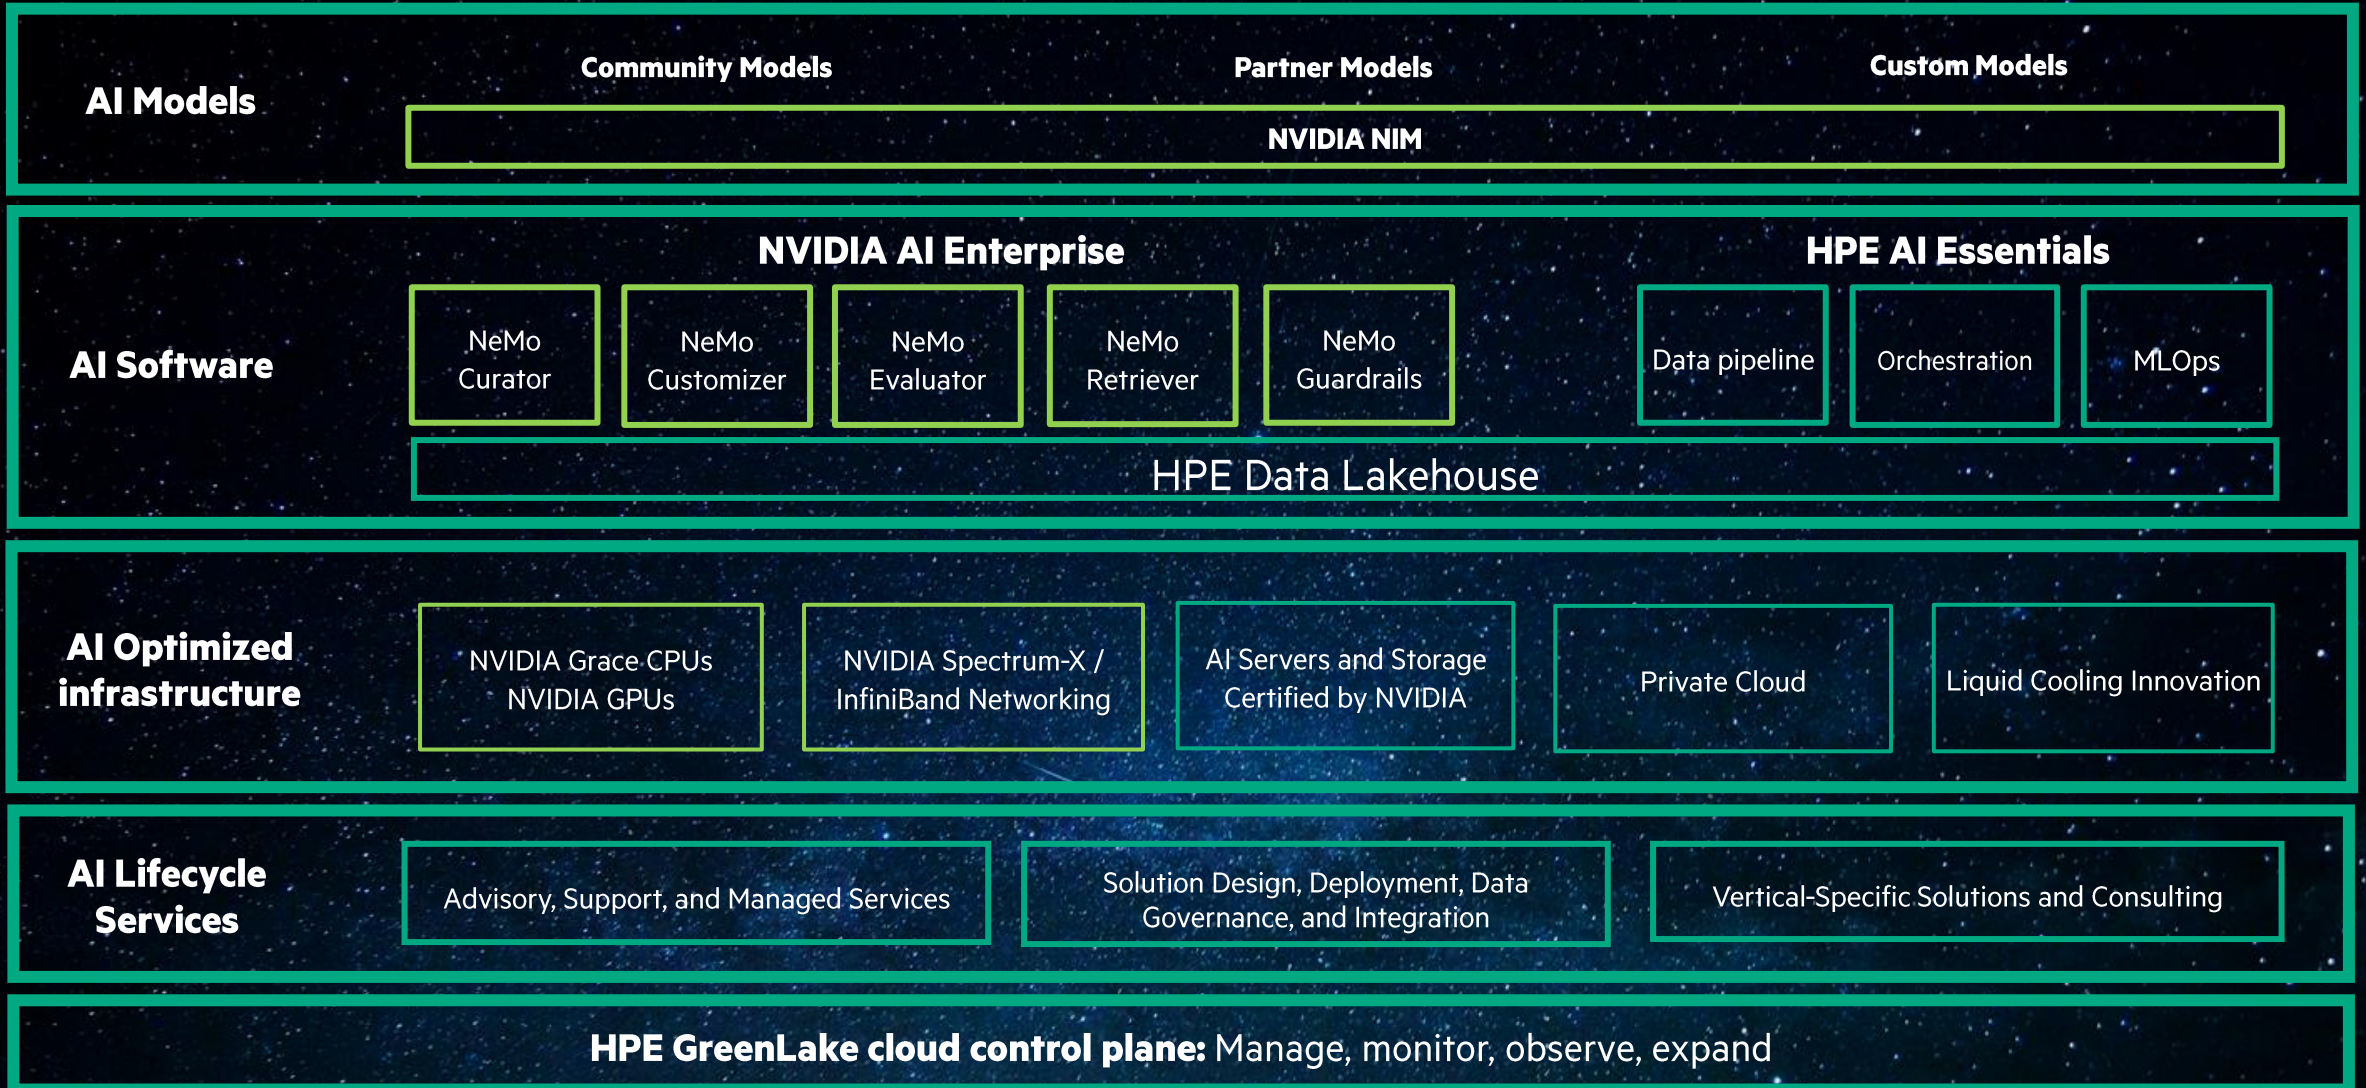 AI Models
Community Models
Partner Models
Custom Models
NVIDIA NIM
AI Software
NVIDIA AI Enterprise
HPE AI Essentials
NeMo
Curator
NeMo
Customizer
NeMo
Evaluator
NeMo
Retriever
NeMo
Guardrails
Data pipeline
Orchestration
MLOps
HPE Data Lakehouse
AI Optimized
infrastructure
NVIDIA Grace CPUs
NVIDIA GPUs
NVIDIA Spectrum-X /
InfiniBand Networking
AI Servers and Storage
Certified by NVIDIA
Private Cloud
Liquid Cooling Innovation
AI Lifecycle
Services
Advisory, Support, and Managed Services
Solution Design, Deployment, Data
Governance, and Integration
Vertical-Specific Solutions and Consulting
HPE GreenLake cloud control plane: Manage, monitor, observe, expand